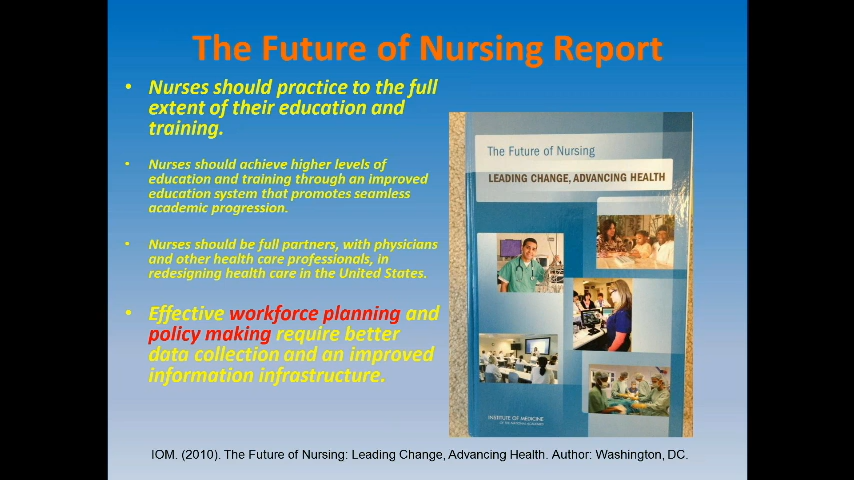 The Future of Nursing Report
• Nurses should practice to the full
extent of their education and
training.
• Nurses should achieve higher levels of
education and training through an improved
education system that promotes seamless
academic progression.
• Nurses should be full partners, with physicians
and other health care professionals, in
redesigning health care in the United States.
• Effective workforce planning and
policy making require better
data collection and an improved
information infrastructure.
The Future of Nursing
LEADING CHANGE, ADVANCING HEALTH
INSTITUTE OF MEDICINE
OF THE NATIONAL ACADEMIES
IOM. (2010). The Future of Nursing: Leading Change, Advancing Health. Author: Washington, DC.